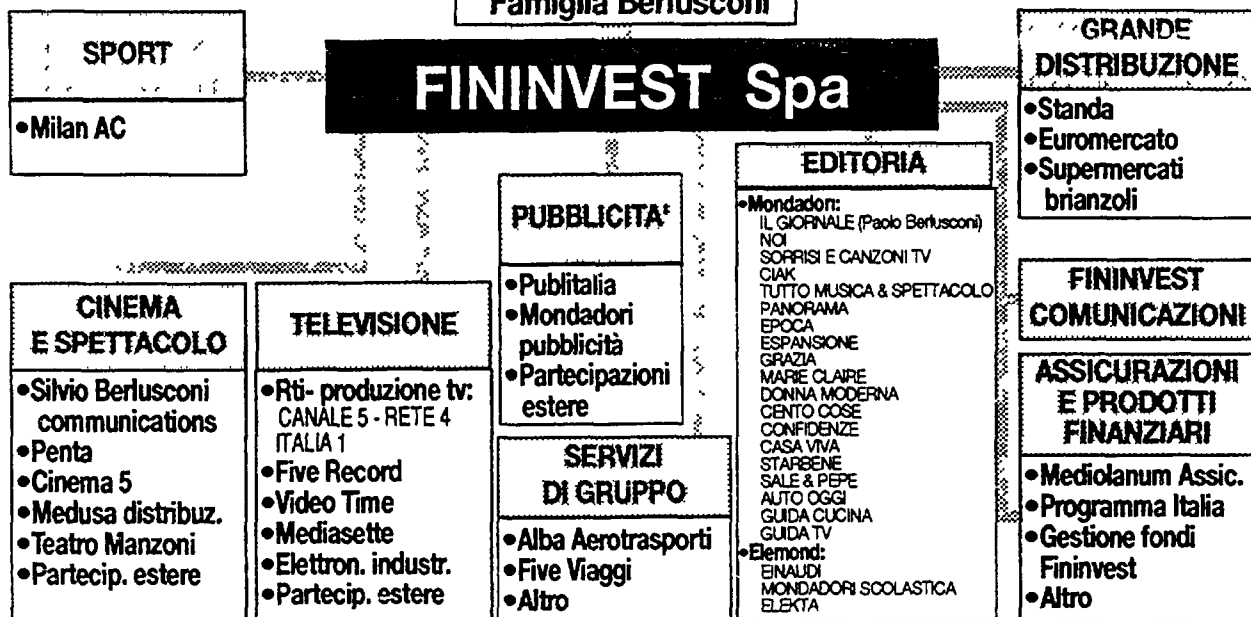 Famiglia Berlusconi
FININVEST Spa
SPORT
•Milan AC
GRANDE
DISTRIBUZIONE
•Standa
•Euromercato
•Supermercati
brianzoli
CINEMA
E SPETTACOLO
•Silvio Berlusconi
communications
•Penta
•Cinema 5
•Medusa distribuz.
•Teatro Manzoni
•Partecip. estere
TELEVISIONE
•Rti- produzione tv:
CANALE 5 - RETE 4
ITALIA 1
•Five Record
•Video Time
•Mediasette
•Elettron. industr.
•Partecip. estere
PUBBLICITA'
•Publitalia
•Mondadori
pubblicità
•Partecipazioni
estere
SERVIZI
DI GRUPPO
•Alba Aerotrasporti
•Five Viaggi
•Altro
EDITORIA
•Mondadori:
IL GIORNALE (Paolo Berlusconi)
NOI
SORRISI E CANZONI TV
CIAK
TUTTO MUSICA & SPETTACOLO
PANORAMA
EPOCA
ESPANSIONE
GRAZIA
MARIE CLAIRE
DONNA MODERNA
CENTO COSE
CONFIDENZE
CASA VIVA
STARBENE
SALE & PEPE
AUTO OGGI
GUIDA CUCINA
GUIDA TV
•Elemond:
EINAUDI
MONDADORI SCOLASTICA
ELEKTA
FININVEST
COMUNICAZIONI
ASSICURAZIONI
E PRODOTTI
FINANZIARI
•Mediolanum Assic.
•Programma Italia
•Gestione fondi
Fininvest
•Altro